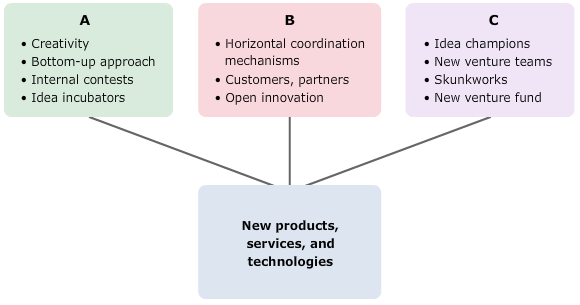 A
• Creativity
• Bottom-up approach
• Internal contests
• Idea incubators
B
• Horizontal coordination
mechanisms
• Customers, partners
• Open innovation
C
• Idea champions
• New venture teams
• Skunkworks
• New venture fund
New products,
services, and
technologies